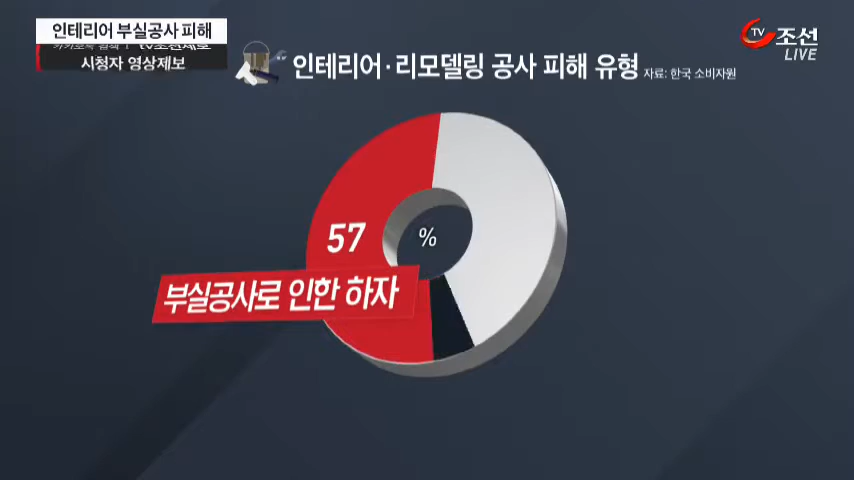 인테리어 부실공사 피해
시청자 영상제보
TV조선
LIVE
인테리어·리모델링 공사 피해 유형 자료: 한국 소비자원
57
%
부실공사로 인한 하자